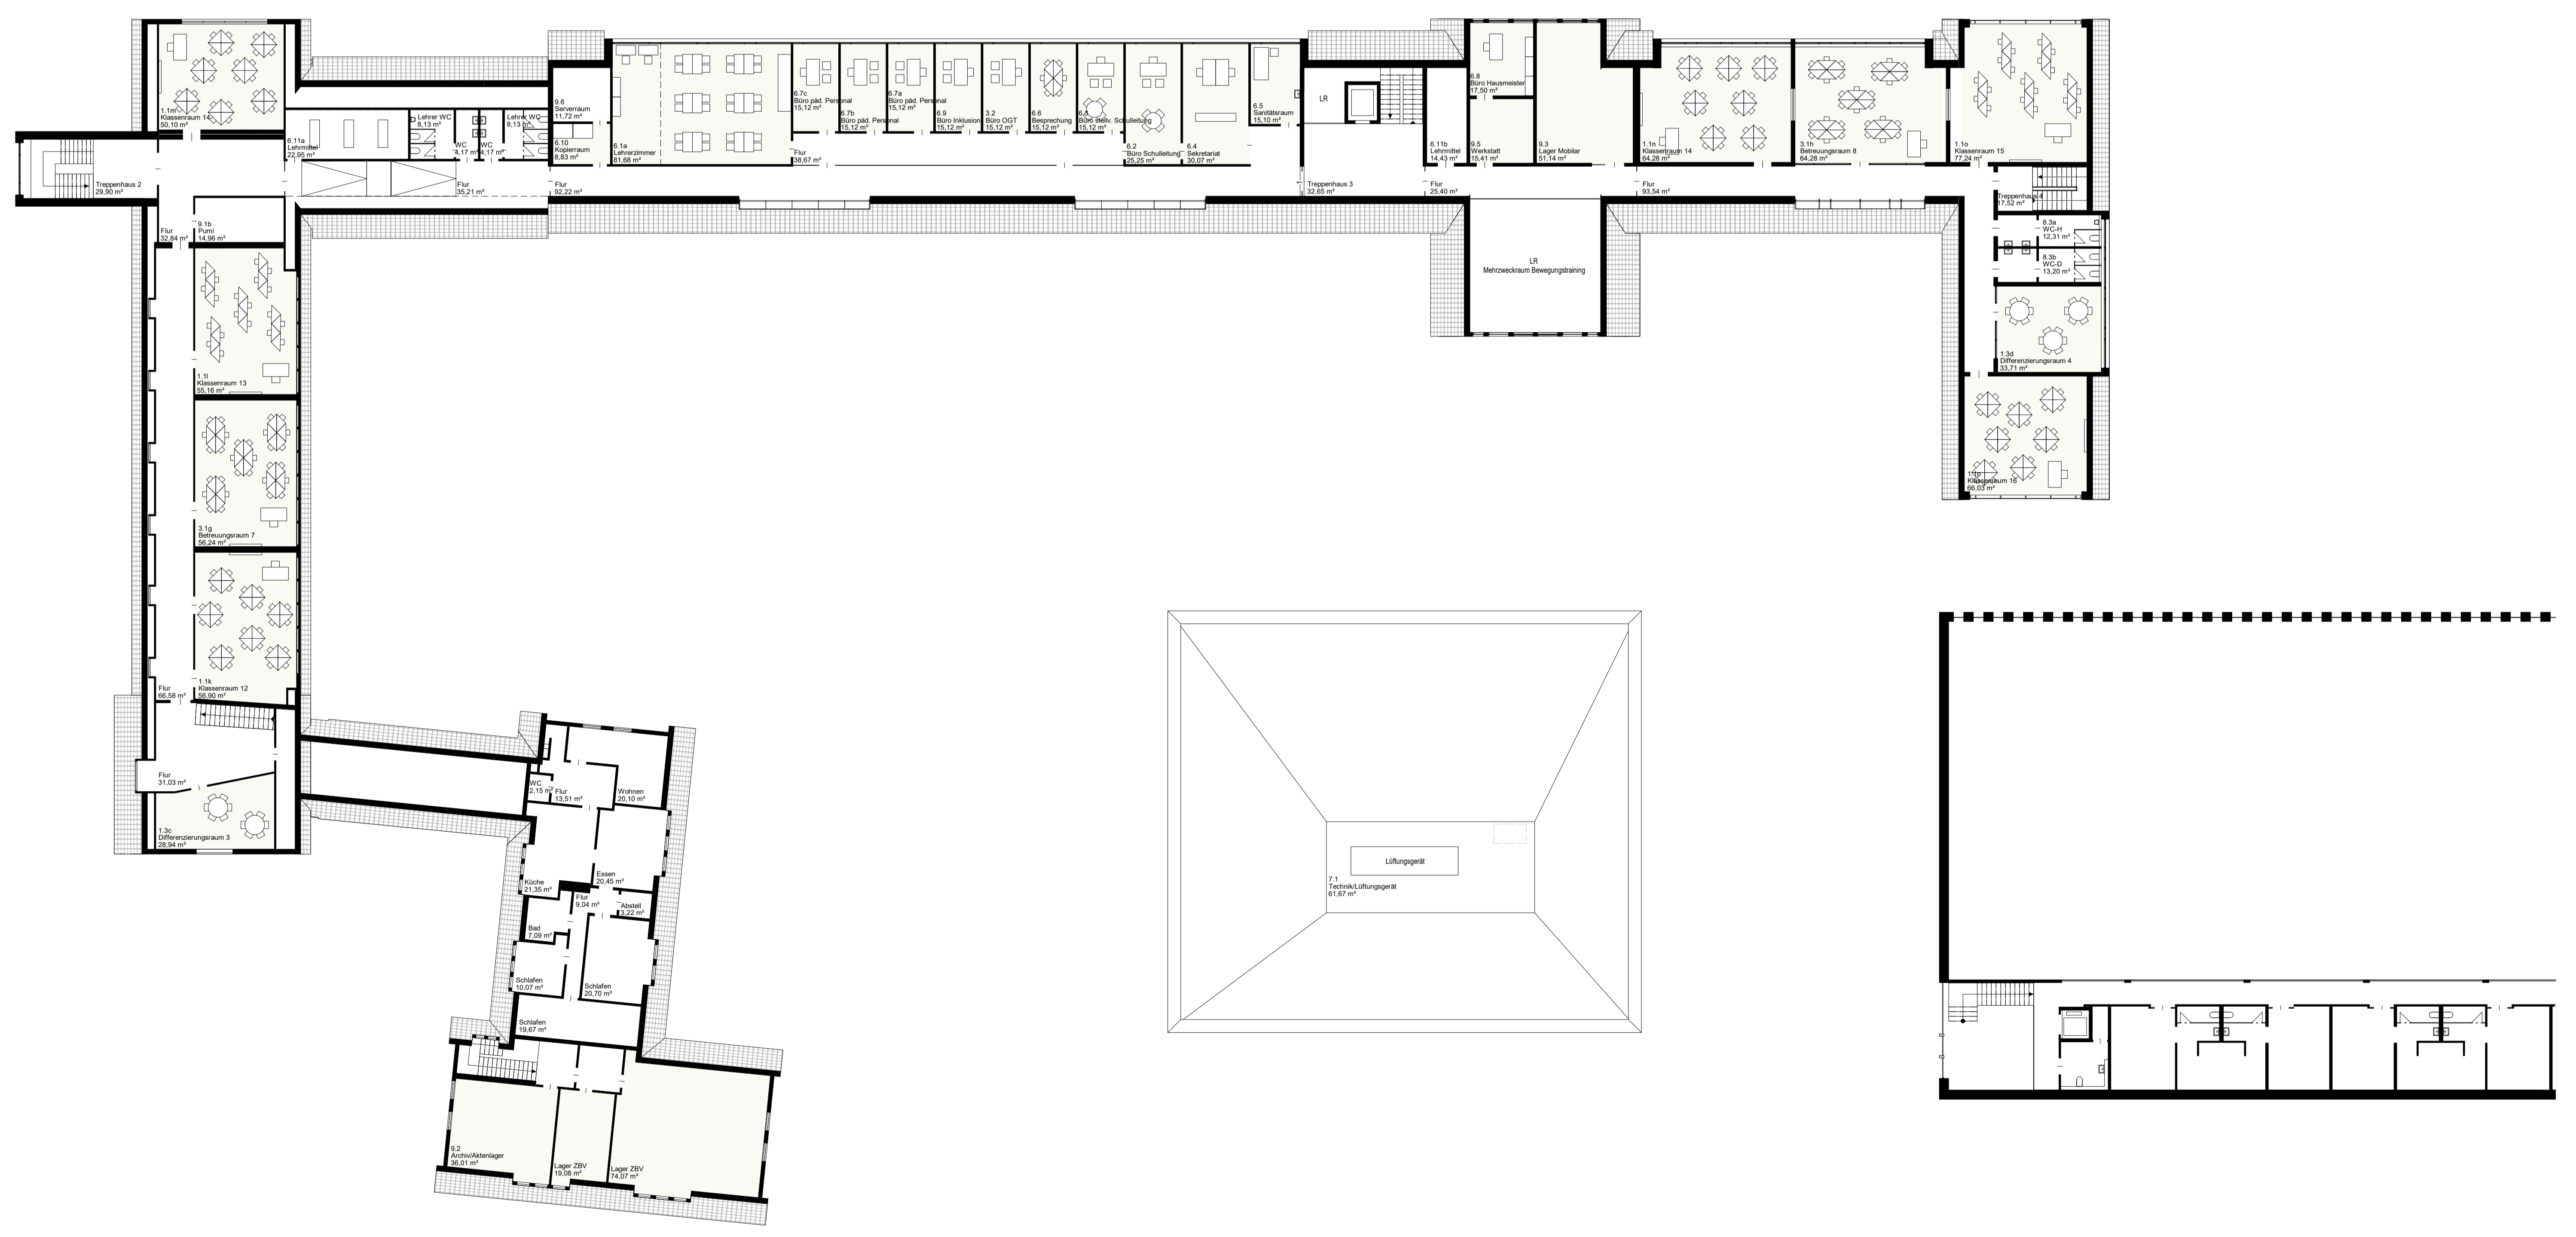 1.1m
Klassenraum 14
50,10 m²
Treppenhaus 2
29,90 m²
6.11a
Lehrmittel
22,95 m²
Lehrer WC
8,13 m²
WC
4,17 m²
WC
4,17 m²
Lehrer WC
8,13 m²
Flur
35,21 m²
9.6
Serverraum
11,72 m²
6.10
Kopierraum
8,83 m²
Flur
92,22 m²
6.1a
Lehrerzimmer
81,68 m²
6.7c
Büro päd. Personal
15,12 m²
Flur
38,67 m²
6.7b
Büro päd. Personal
15,12 m²
6.7a
Büro päd. Personal
15,12 m²
6.9
Büro Inklusion
15,12 m²
3.2
Büro OGT
15,12 m²
6.6
Besprechung
15,12 m²
Büro stellv. Schulleitung
15,12 m²
6.2
Büro Schulleitung
25,25 m²
6.4
Sekretariat
30,07 m²
6.5
Sanitätsraum
15,10 m²
LR
Treppenhaus 3
32,65 m²
6.11b
Lehrmittel
14,43 m²
Flur
25,40 m²
6.8
Büro Hausmeister
17,50 m²
9.5
Werkstatt
15,41 m²
9.3
Lager Mobilar
51,14 m²
LR
Mehrzweckraum Bewegungstraining
1.1n
Klassenraum 14
64,28 m²
Flur
93,54 m²
3.1h
Betreuungsraum 8
64,28 m²
1.1o
Klassenraum 15
77,24 m²
Treppenhaus 4
17,52 m²
8.3a
WC-H
12,31 m²
8.3b
WC-D
13,20 m²
1.3d
Differenzierungsraum 4
33,71 m²
1.1p
Klassenraum 16
66,03 m²
Flur
32,84 m²
9.1b
Pumi
14,96 m²
1.1l
Klassenraum 13
55,16 m²
3.1g
Betreuungsraum 7
56,24 m²
1.1k
Klassenraum 12
56,90 m²
Flur
66,58 m²
Flur
31,03 m²
1.3c
Differenzierungsraum 3
28,94 m²
WC
2,15 m²
Flur
13,51 m²
Wohnen
20,10 m²
Küche
21,35 m²
Essen
20,45 m²
Flur
9,04 m²
Abstell
3,22 m²
Bad
7,09 m²
Schlafen
10,07 m²
Schlafen
20,70 m²
Schlafen
19,67 m²
9.2
Archiv/Aktenlager
36,01 m²
Lager ZBV
19,08 m²
Lager ZBV
74,07 m²
Lüftungsgerät
7.1
Technik/Lüftungsgerät
61,67 m²